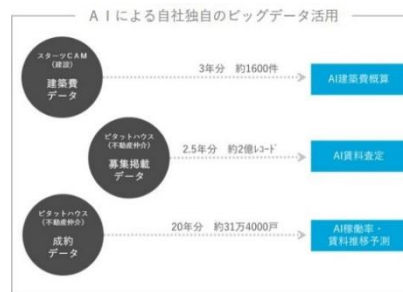 AIによる自社独自のビッグデータ活用
スターツCAM
(建設)
建築費
データ
3年分 約1600件
AI建築費概算
ピタットハウス
(不動産仲介)
募集掲載
データ
2.5年分 約2億ﾚｺｰﾄﾞ
AI賃料査定
ピタットハウス
(不動産仲介)
成約
データ
20年分 約31万4000戸
AI稼働率・
賃料推移予測